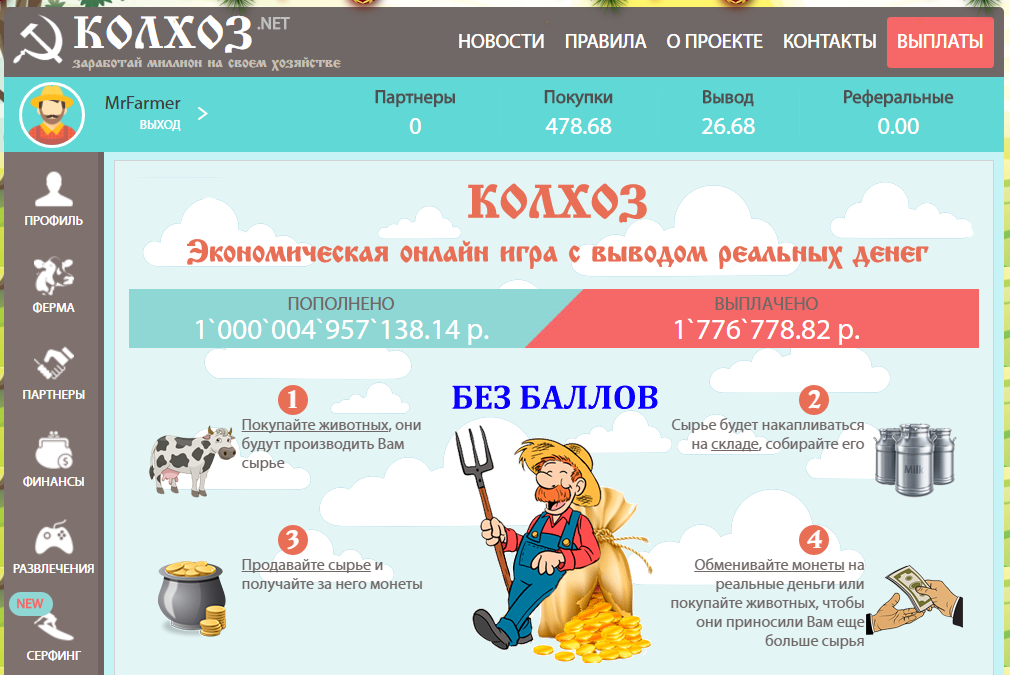 КОЛХОЗ.NET
заработай миллион на своем хозяйстве
НОВОСТИ ПРАВИЛА О ПРОЕКТЕ КОНТАКТЫ ВЫПЛАТЫ
MrFarmer
ВЫХОД
Партнеры Покупки Вывод Реферальные
0 478.68 26.68 0.00
ПРОФИЛЬ
ФЕРМА
ПАРТНЕРЫ
ФИНАНСЫ
РАЗВЛЕЧЕНИЯ
NEW
СЕРФИНГ
КОЛХОЗ
Экономическая онлайн игра с выводом реальных денег
ПОПОЛНЕНО
1`000`004`957`138.14 р.
ВЫПЛАЧЕНО
1`776`778.82 р.
БЕЗ БАЛЛОВ
1
Покупайте животных, они
будут производить Вам
сырье
2
Сырье будет накапливаться
на складе, собирайте его
Milk
3
Продавайте сырье и
получайте за него монеты
4
Обменивайте монеты на
реальные деньги или
покупайте животных, чтобы
они приносили Вам еще
больше сырья